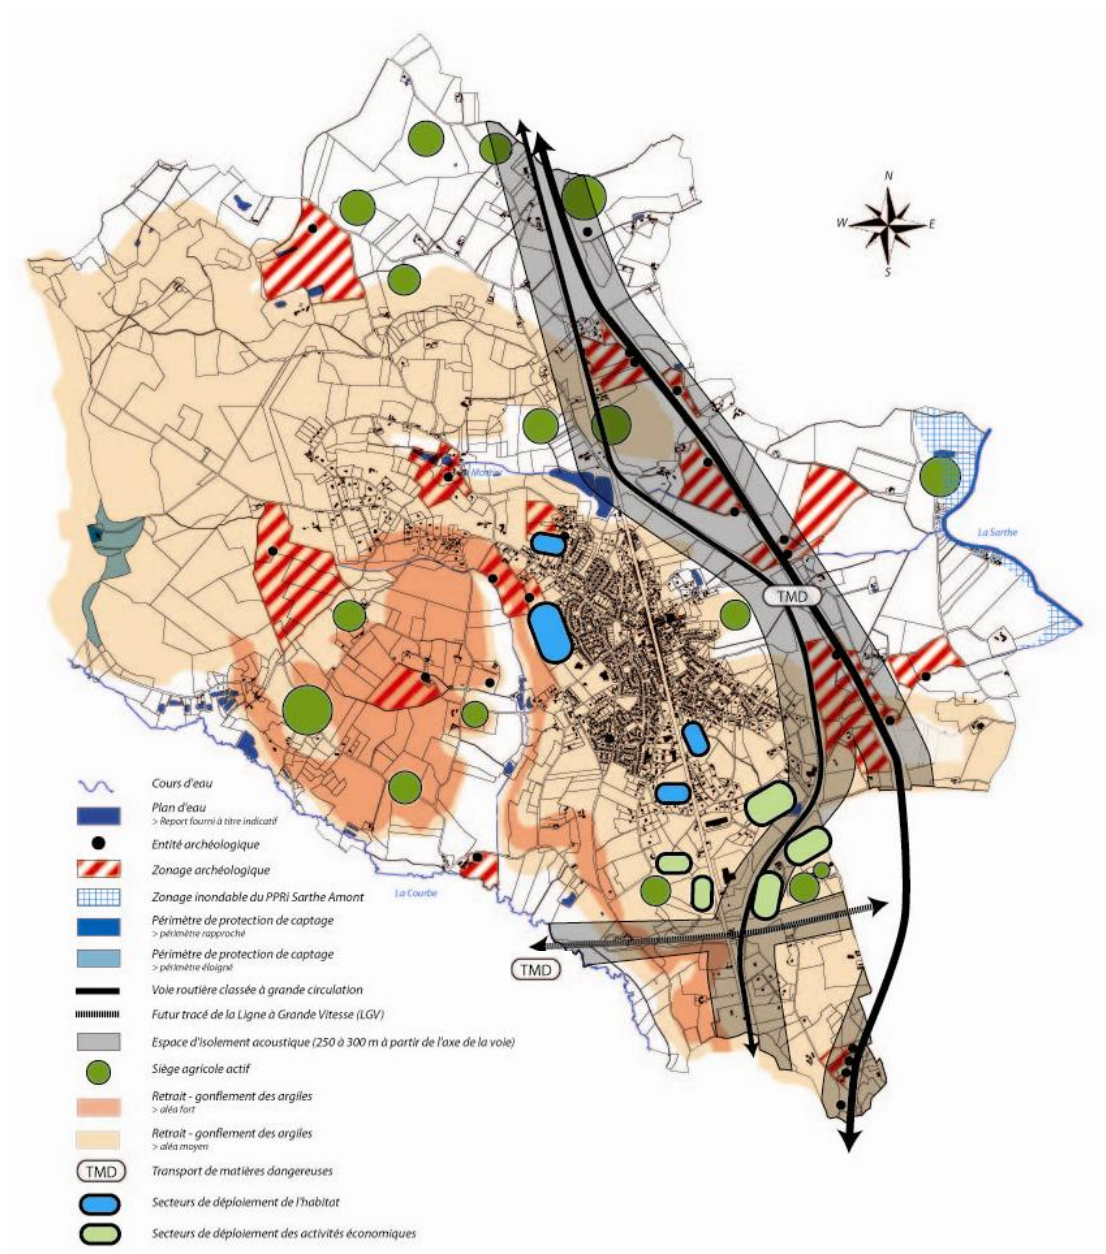 N
W
E
S
Morice
La Sarthe
TMD
La Courbe
TMD
Cours d'eau
Plan d'eau
> Report fourni à titre indicatif
Entité archéologique
Zonage archéologique
Zonage inondable du PPRi Sarthe Amont
Périmètre de protection de captage
> périmètre rapproché
Périmètre de protection de captage
> périmètre éloigné
Voie routière classée à grande circulation
Futur tracé de la Ligne à Grande Vitesse (LGV)
Espace d'isolement acoustique (250 à 300 m à partir de l'axe de la voie)
Siège agricole actif
Retrait - gonflement des argiles
> aléa fort
Retrait - gonflement des argiles
> aléa moyen
TMD
Transport de matières dangereuses
Secteurs de déploiement de l'habitat
Secteurs de déploiement des activités économiques